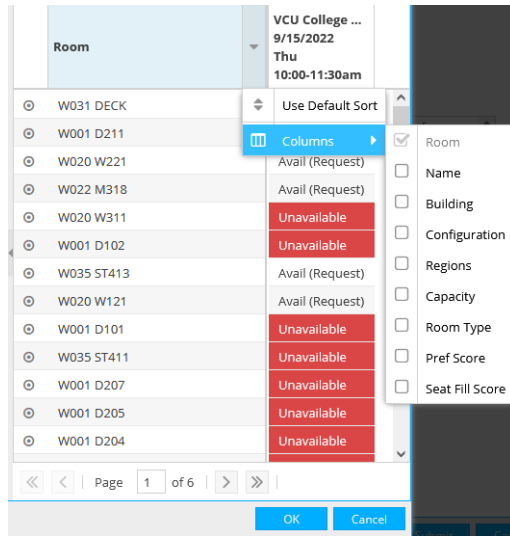 VCU College ...
9/15/2022
Thu
10:00-11:30am
Room
W031 DECK
Use Default Sort
W001 D211
Columns
Room
W020 W221
Avail (Request)
Name
W022 M318
Avail (Request)
Building
W020 W311
Unavailable
Configuration
W001 D102
Unavailable
Regions
W035 ST413
Avail (Request)
Capacity
W020 W121
Avail (Request)
Room Type
W001 D101
Unavailable
Pref Score
W035 ST411
Unavailable
Seat Fill Score
W001 D207
Unavailable
W001 D205
Unavailable
W001 D204
Unavailable
Page 1 of 6
OK
Cancel